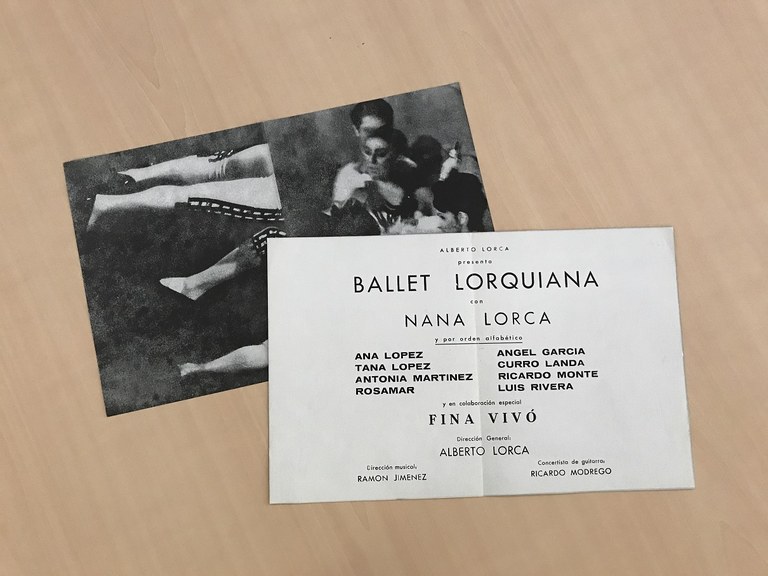 ALBERTO LORCA
presenta
BALLET LORQUIANA
con
NANA LORCA
y por orden alfabético
ANA LOPEZ
TANA LOPEZ
ANTONIA MARTINEZ
ROSAMAR
ANGEL GARCIA
CURRO LANDA
RICARDO MONTE
LUIS RIVERA
y en colaboración especial
FINA VIVÓ
Dirección General:
ALBERTO LORCA
Dirección musical:
RAMON JIMENEZ
Concertista de guitarra:
RICARDO MODREGO